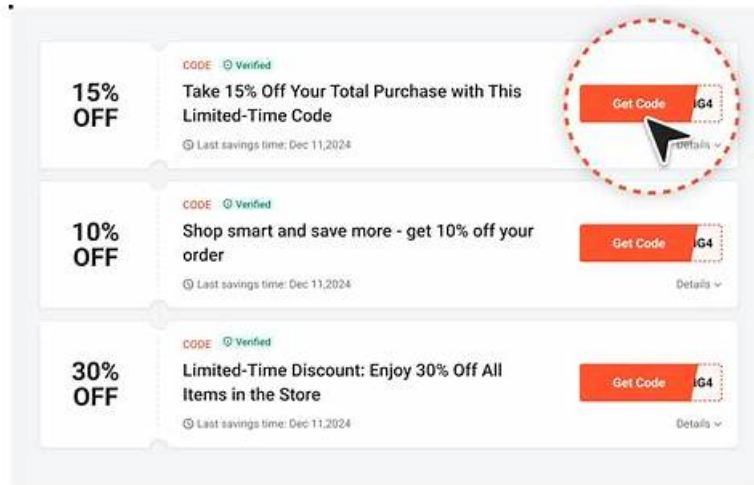 15%
OFF
CODE Verified
Take 15% Off Your Total Purchase with This
Limited-Time Code
Last savings time: Dec 11,2024
Get Code
G4
Details
10%
OFF
CODE Verified
Shop smart and save more - get 10% off your
order
Last savings time: Dec 11,2024
Get Code
G4
Details
30%
OFF
CODE Verified
Limited-Time Discount: Enjoy 30% Off All
Items in the Store
Last savings time: Dec 11,2024
Get Code
G4
Details